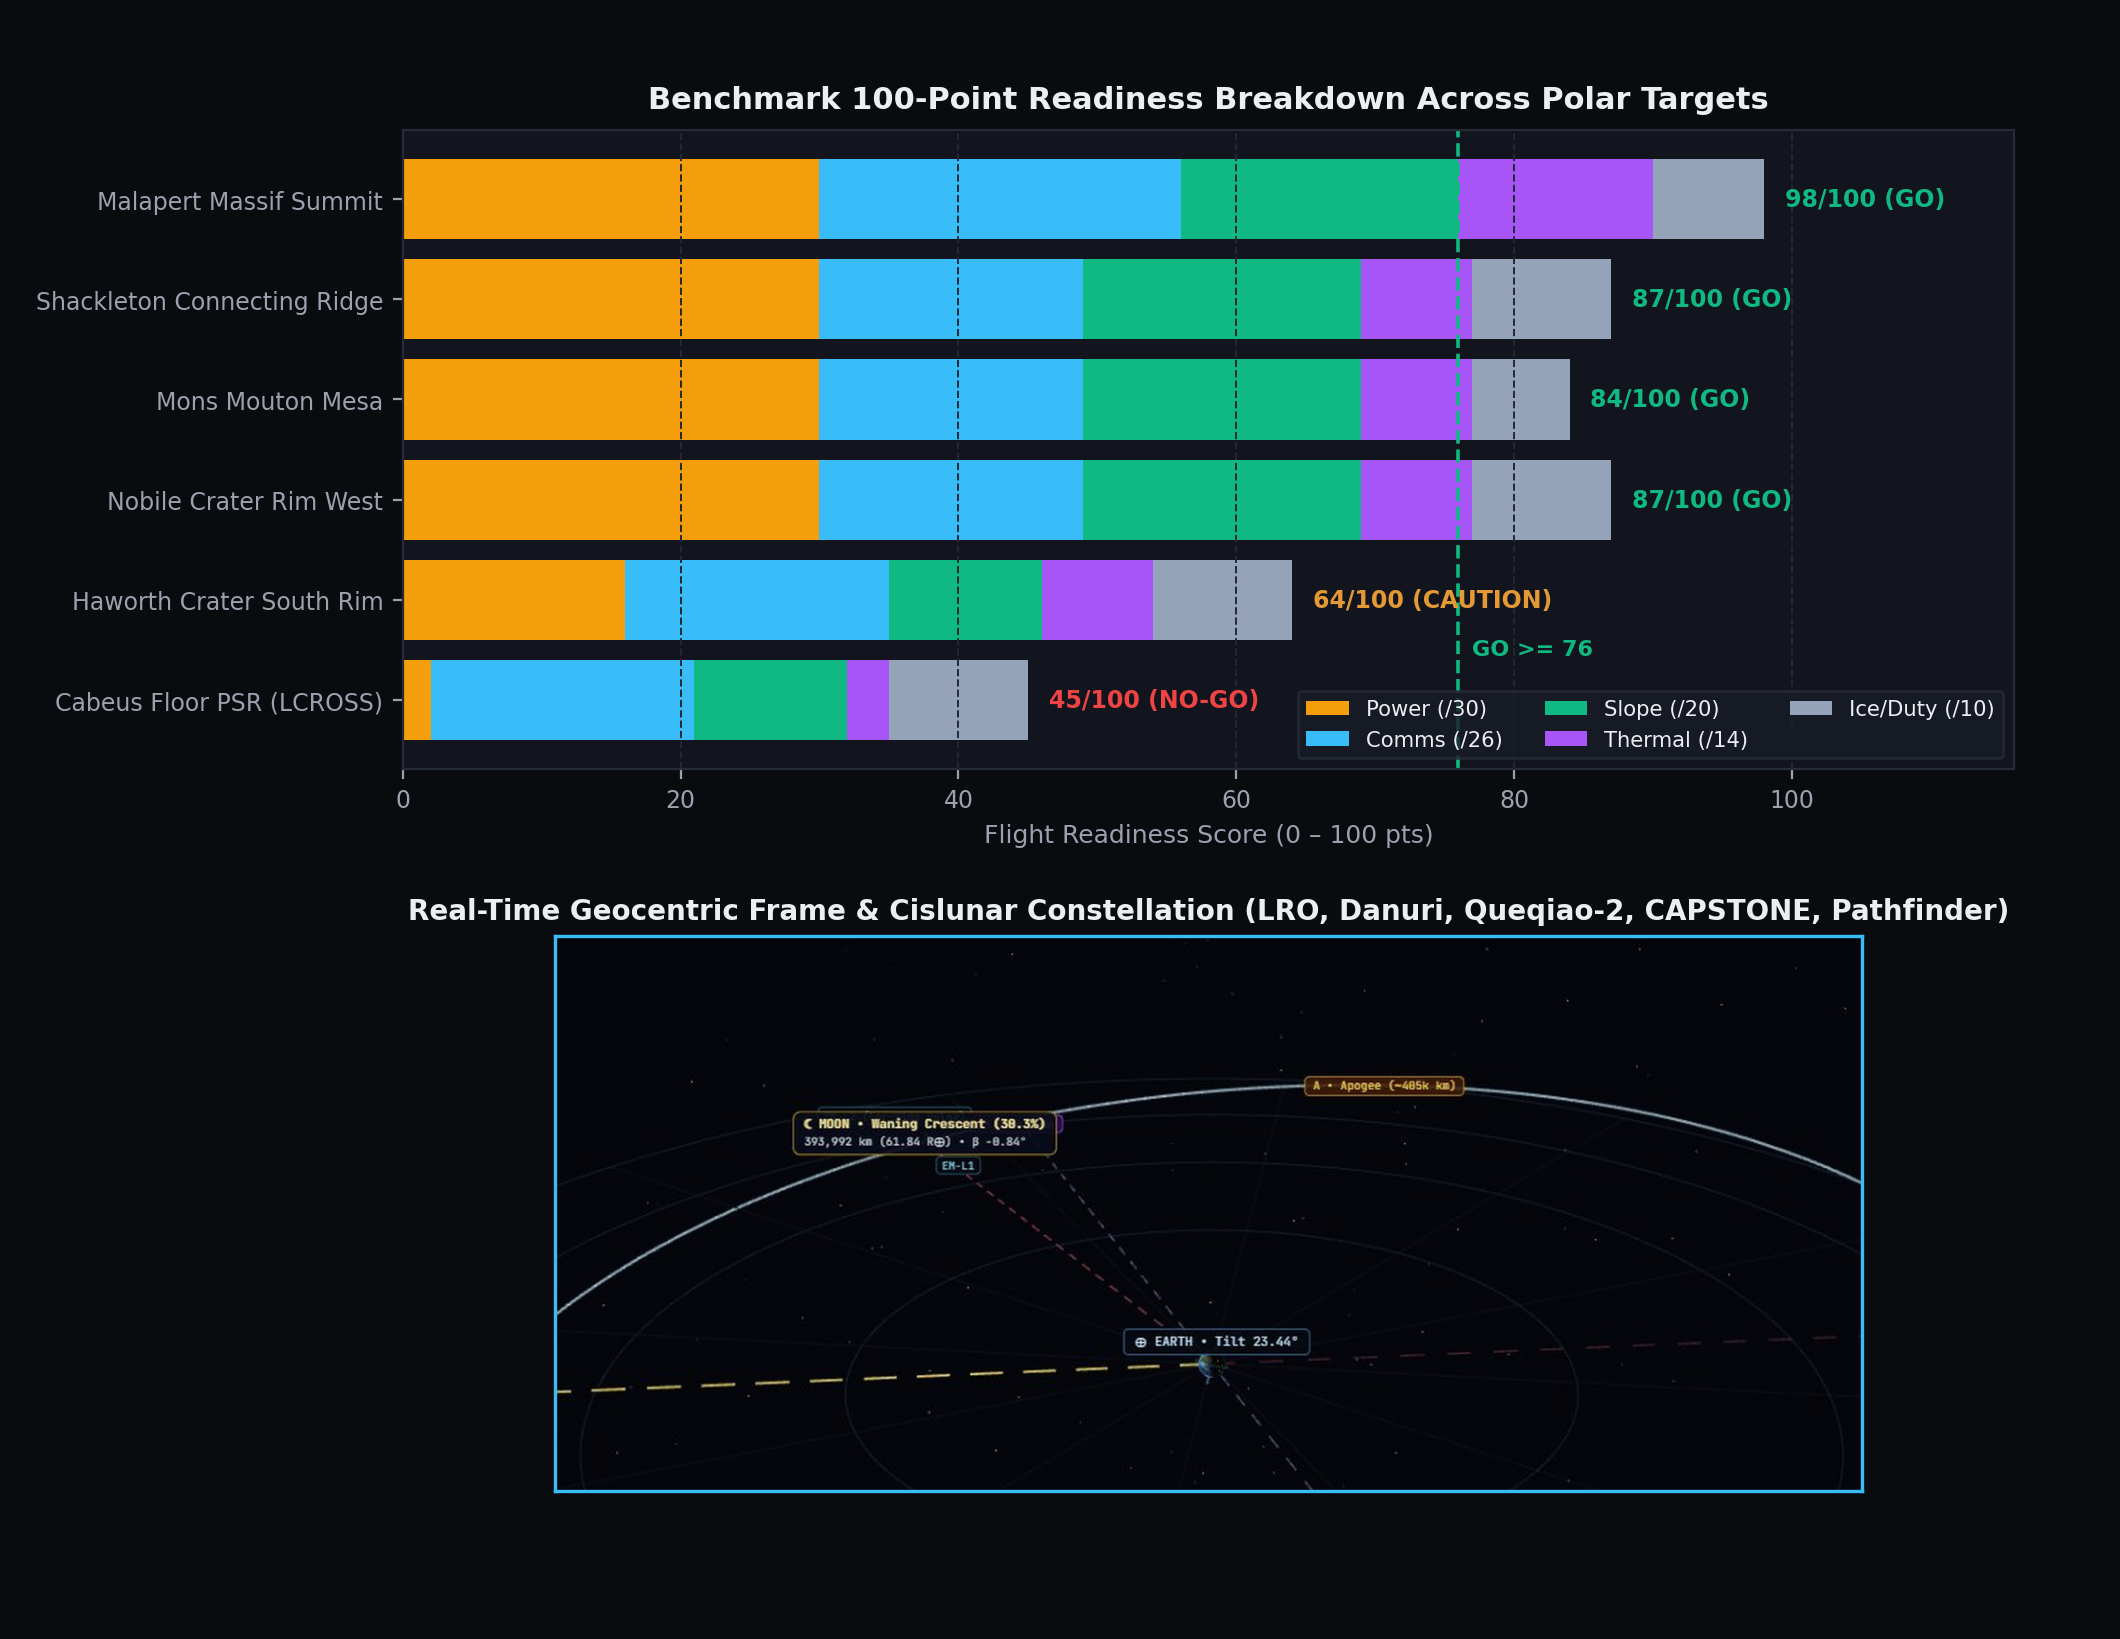 Benchmark 100-Point Readiness Breakdown Across Polar Targets
Malapert Massif Summit
98/100 (GO)
Shackleton Connecting Ridge
87/100 (GO)
Mons Mouton Mesa
84/100 (GO)
Nobile Crater Rim West
87/100 (GO)
Haworth Crater South Rim
64/100 (CAUTION)
GO >= 76
Cabeus Floor PSR (LCROSS)
45/100 (NO-GO)
Power (/30)
Slope (/20)
Ice/Duty (/10)
Comms (/26)
Thermal (/14)
0
20
40
60
80
100
Flight Readiness Score (0 – 100 pts)
Real-Time Geocentric Frame & Cislunar Constellation (LRO, Danuri, Queqiao-2, CAPSTONE, Pathfinder)
A • Apogee (~405k km)
☾ MOON • Waning Crescent (30.3%)
393,992 km (61.84 R⊕) • β -0.84°
EM-L1
⊕ EARTH • Tilt 23.44°